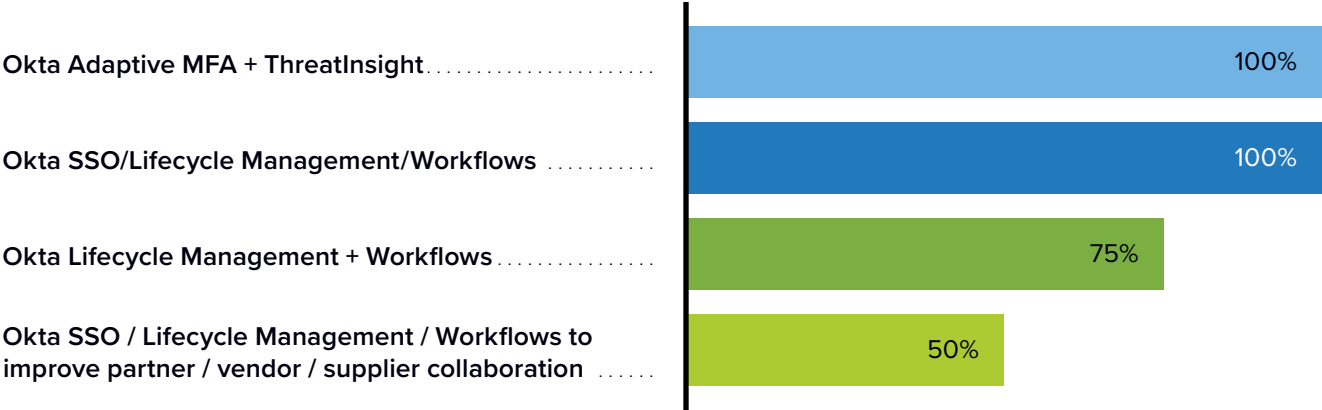 Okta Adaptive MFA + ThreatInsight....................... 100%
Okta SSO/Lifecycle Management/Workflows ........... 100%
Okta Lifecycle Management + Workflows................ 75%
Okta SSO / Lifecycle Management / Workflows to
improve partner / vendor / supplier collaboration ...... 50%